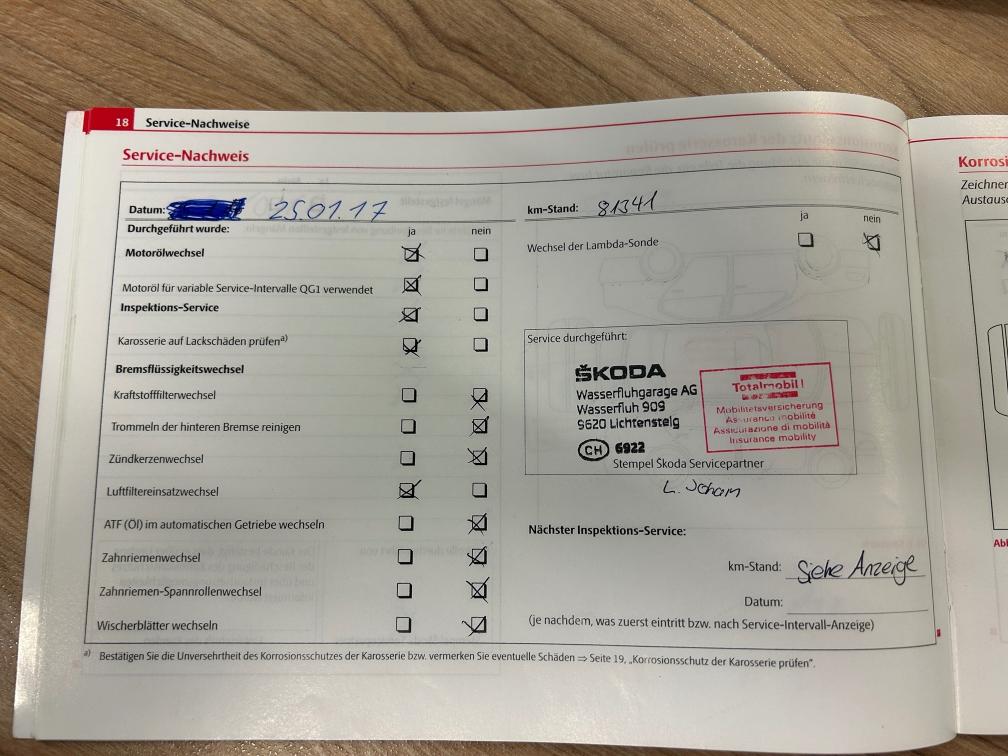 18 Service-Nachweise
Service-Nachweis
Datum: 25.01.17
km-Stand: 81341
Durchgeführt wurde: ja nein
ja nein
Motorölwechsel
Wechsel der Lambda-Sonde
Motoröl für variable Service-Intervalle QG1 verwendet
Inspektions-Service
Karosserie auf Lackschäden prüfen a)
Bremsflüssigkeitswechsel
Kraftstofffilterwechsel
Trommeln der hinteren Bremse reinigen
Zündkerzenwechsel
Luftfiltereinsatzwechsel
ATF (Öl) im automatischen Getriebe wechseln
Zahnriemenwechsel
Zahnriemen-Spannrollenwechsel
Wischerblätter wechseln
Service durchgeführt:
ŠKODA
Wasserfluhgarage AG
Wasserfluh 909
9620 Lichtensteig
CH 6922
Totalmobil!
Mobilitätsversicherung
Assurance mobilité
Assicurazione di mobilità
Insurance mobility
Stempel Škoda Servicepartner
Nächster Inspektions-Service:
km-Stand: Siehe Anzeige
Datum:
(je nachdem, was zuerst eintritt bzw. nach Service-Intervall-Anzeige)
a) Bestätigen Sie die Unversehrtheit des Korrosionsschutzes der Karosserie bzw. vermerken Sie eventuelle Schäden ⇒ Seite 19, „Korrosionsschutz der Karosserie prüfen".
Korrosi
Zeichnen
Austaus
Abl